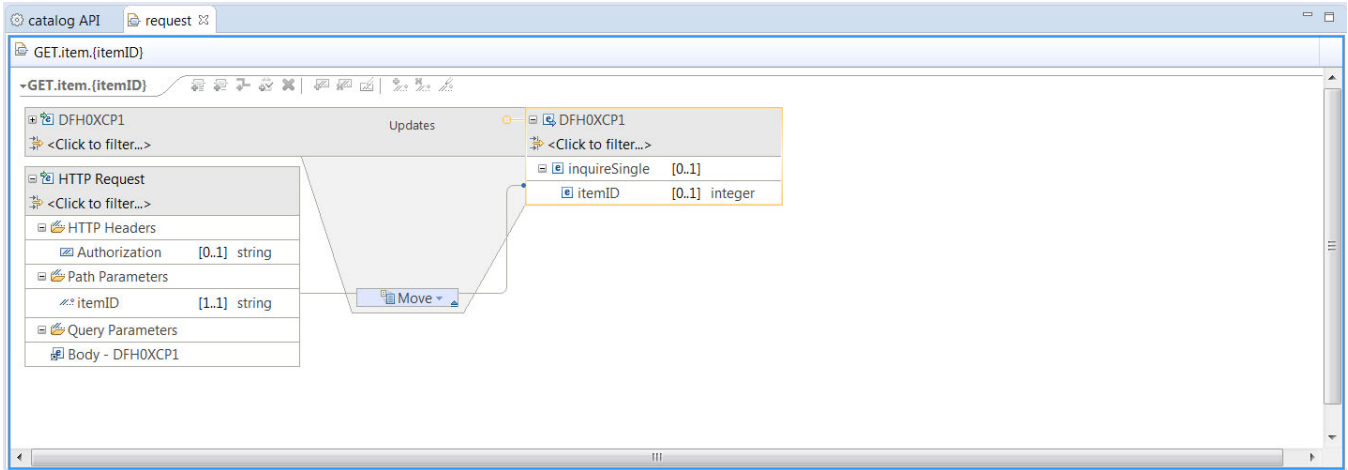 catalog API request
GET.item.{itemID}
GET.item.{itemID}
DFH0XCP1
<Click to filter...>
Updates
DFH0XCP1
<Click to filter...>
inquireSingle [0..1]
itemID [0..1] integer
HTTP Request
<Click to filter...>
HTTP Headers
Authorization [0..1] string
Path Parameters
itemID [1..1] string
Query Parameters
Body - DFH0XCP1
Move